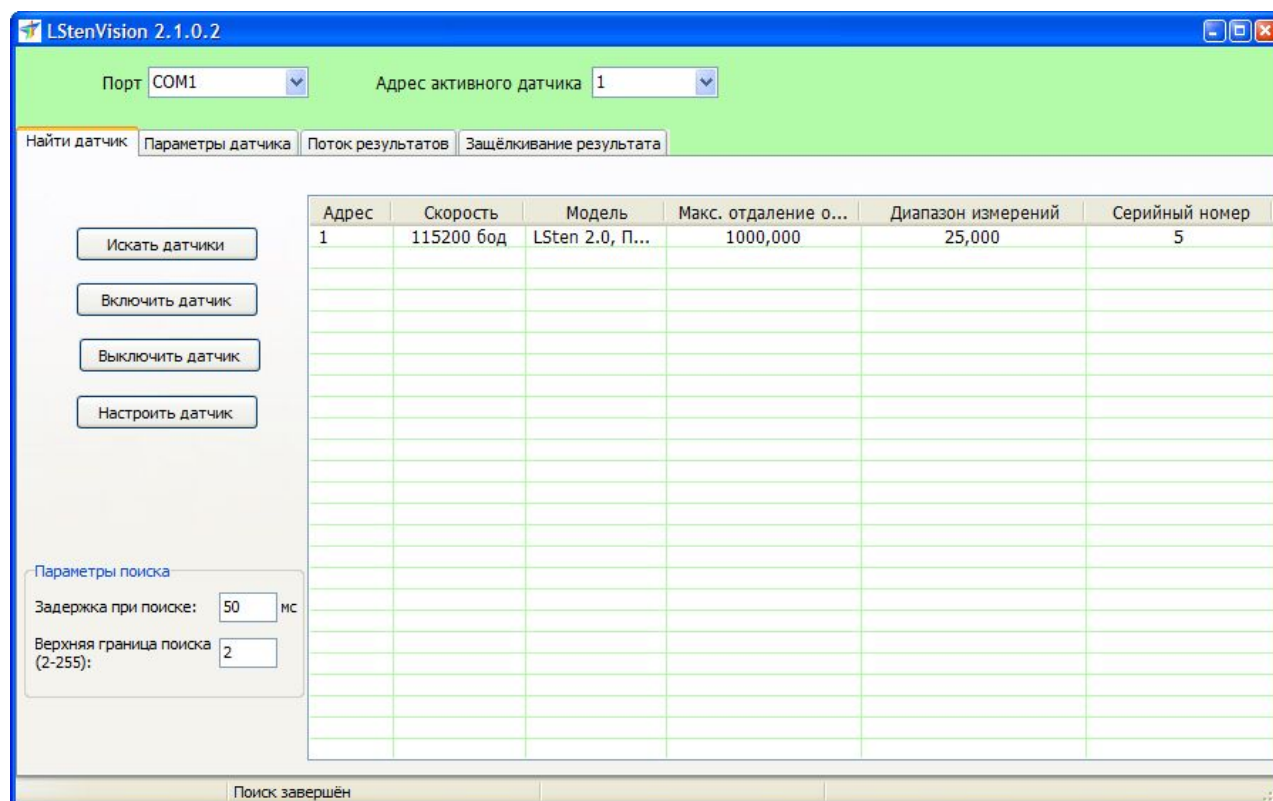 LStenVision 2.1.0.2
Порт COM1 Адрес активного датчика 1
Найти датчик Параметры датчика Поток результатов Защёлкивание результата
Адрес Скорость Модель Макс. отдаление о... Диапазон измерений Серийный номер
1 115200 бод LSten 2.0, П... 1000,000 25,000 5
Искать датчики
Включить датчик
Выключить датчик
Настроить датчик
Параметры поиска
Задержка при поиске: 50 мс
Верхняя граница поиска
(2-255): 2
Поиск завершён